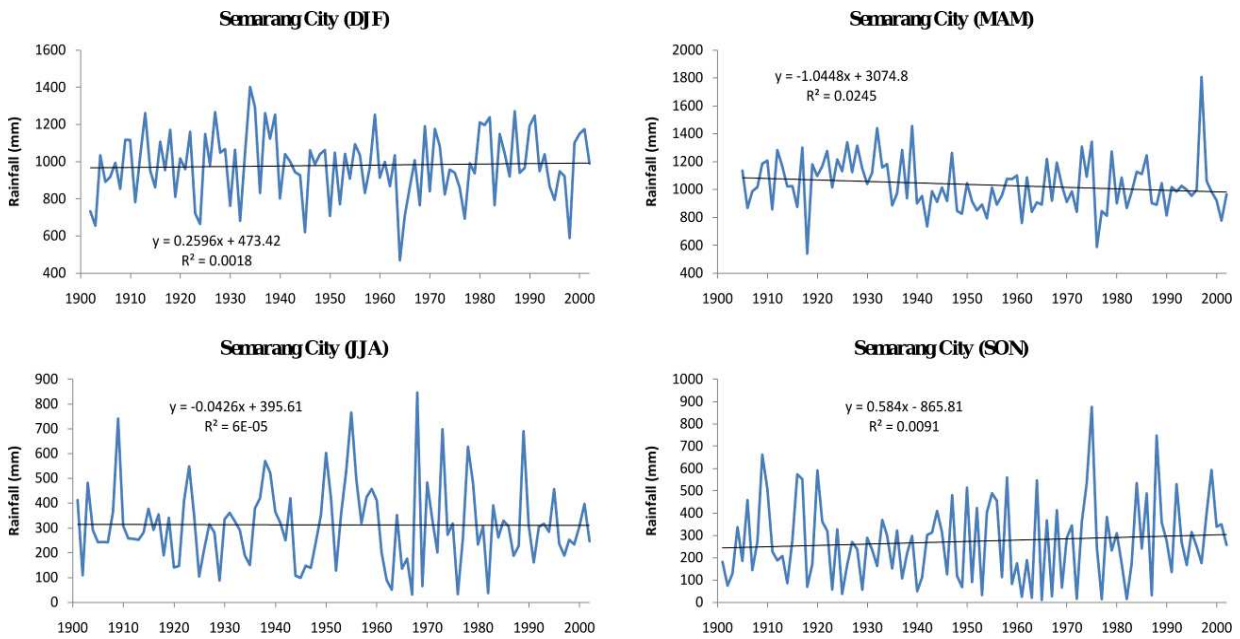 Semarang City (DJF)
Rainfall (mm)
1600
1400
1200
1000
800
600
400
y = 0.2596x + 473.42
R² = 0.0018
1900 1910 1920 1930 1940 1950 1960 1970 1980 1990 2000
Semarang City (MAM)
Rainfall (mm)
2000
1800
1600
1400
1200
1000
800
600
400
y = -1.0448x + 3074.8
R² = 0.0245
1900 1910 1920 1930 1940 1950 1960 1970 1980 1990 2000
Semarang City (JJA)
Rainfall (mm)
900
800
700
600
500
400
300
200
100
0
y = -0.0426x + 395.61
R² = 6E-05
1900 1910 1920 1930 1940 1950 1960 1970 1980 1990 2000
Semarang City (SON)
Rainfall (mm)
1000
900
800
700
600
500
400
300
200
100
0
y = 0.584x - 865.81
R² = 0.0091
1900 1910 1920 1930 1940 1950 1960 1970 1980 1990 2000